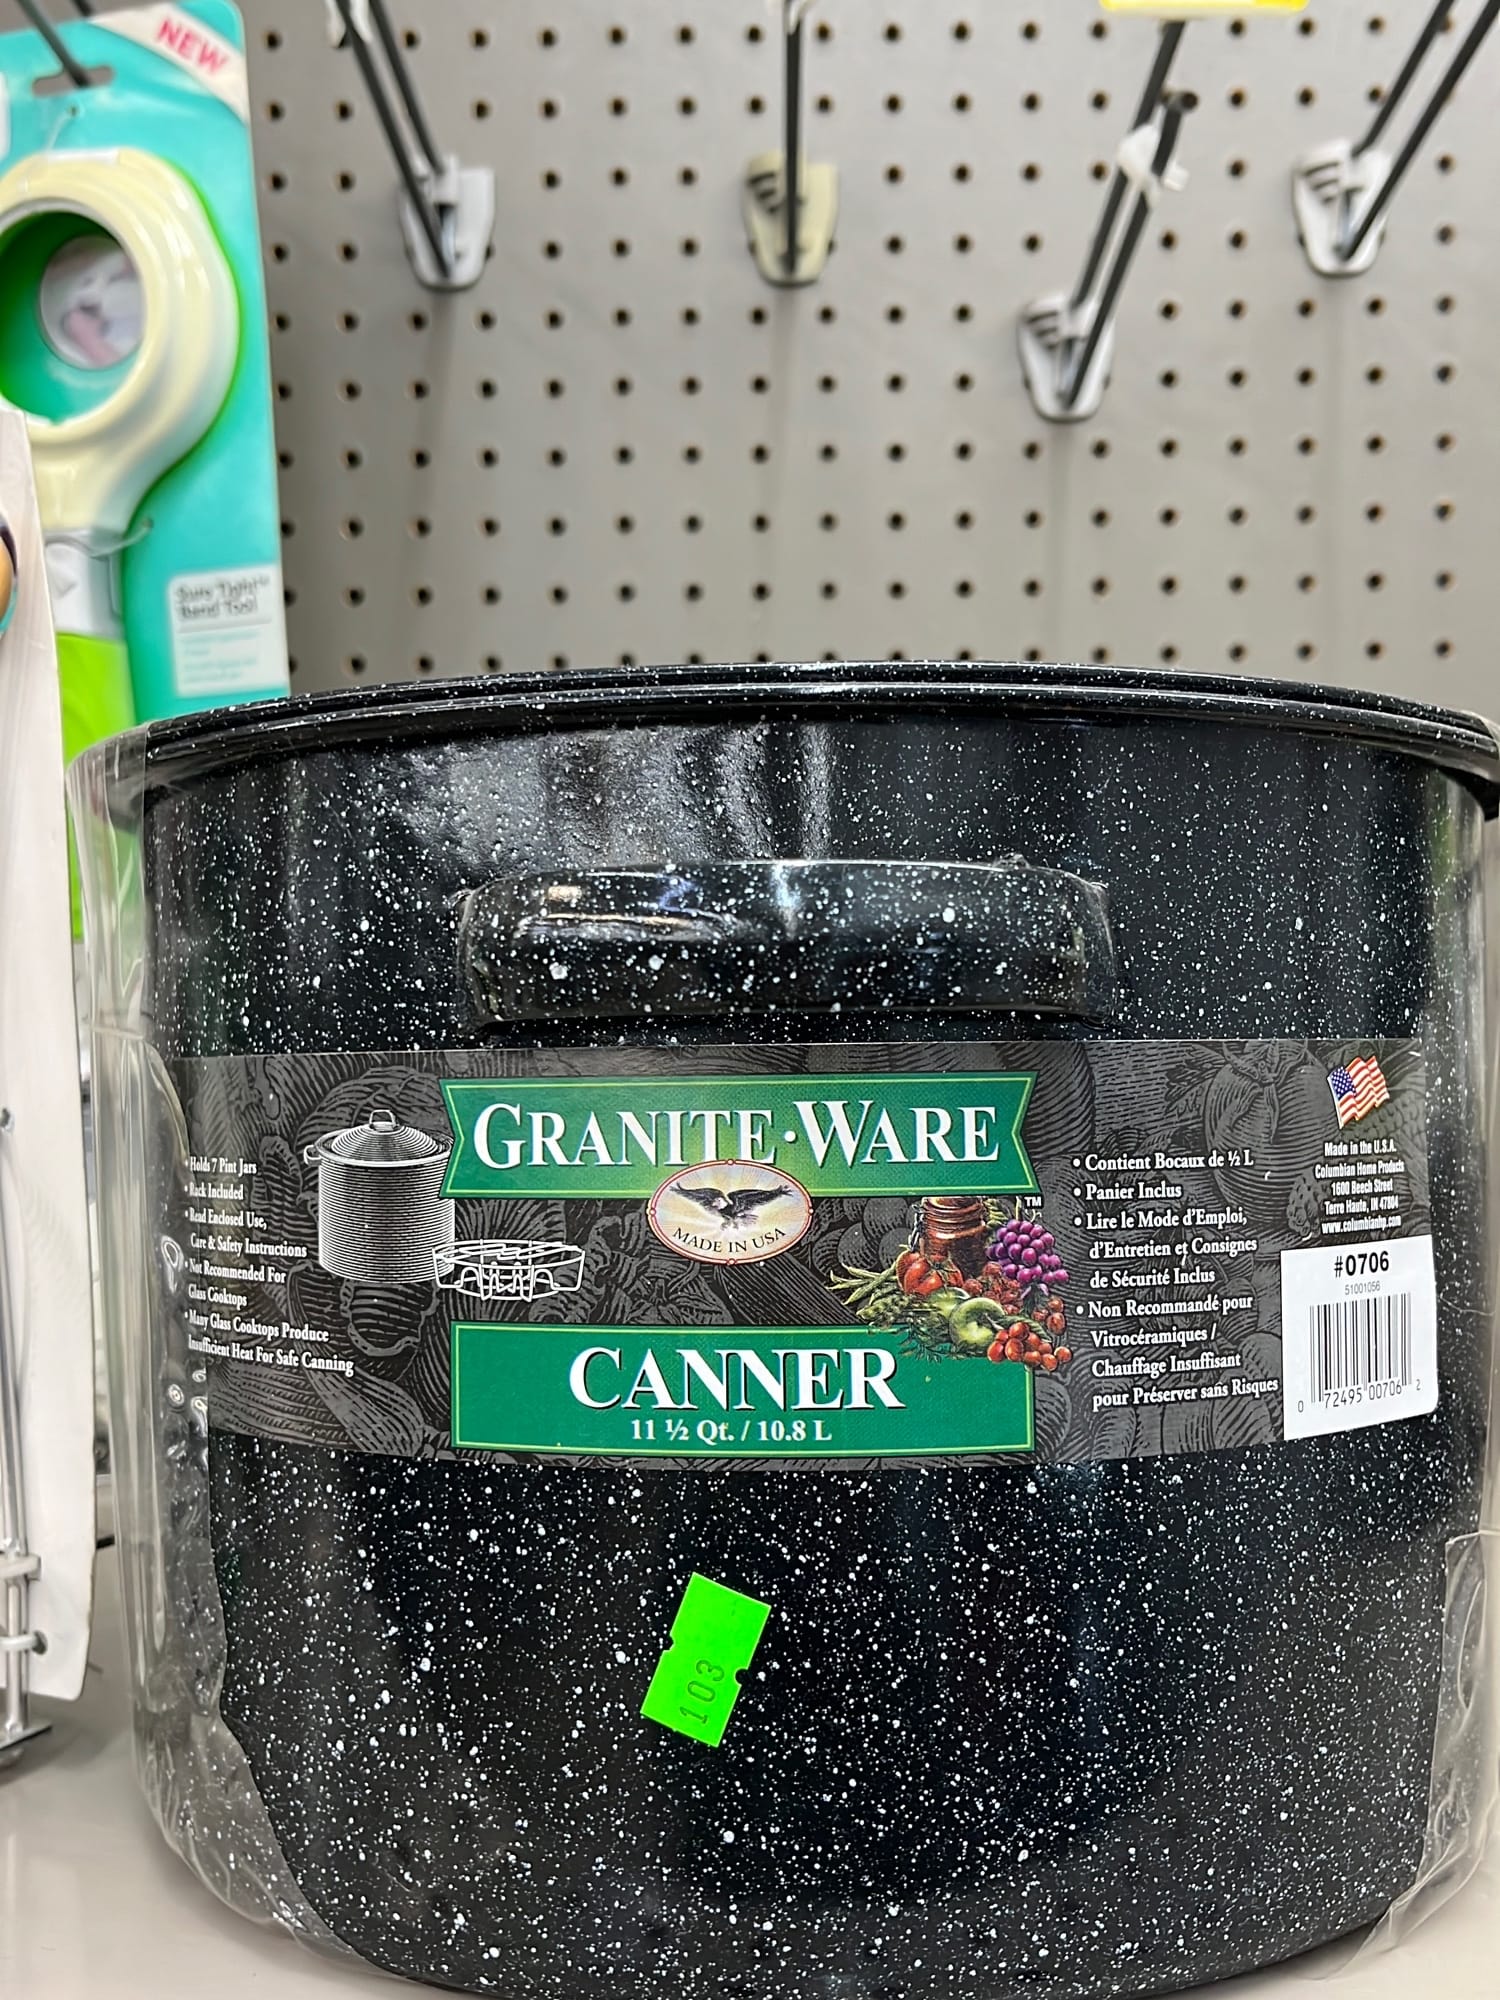 NEW
Sure Tight™
Band Tool
GRANITE·WARE
TM
MADE IN USA
CANNER
11 ½ Qt. / 10.8 L
• Holds 7 Pint Jars
• Rack Included
• Read Enclosed Use,
Care & Safety Instructions
• Not Recommended For
Glass Cooktops
• Many Glass Cooktops Produce
Insufficient Heat For Safe Canning
• Contient Bocaux de ½ L
• Panier Inclus
• Lire le Mode d'Emploi,
d'Entretien et Consignes
de Sécurité Inclus
• Non Recommandé pour
Vitrocéramiques /
Chauffage Insuffisant
pour Préserver sans Risques
Made in the U.S.A.
Columbian Home Products
1600 Beech Street
Terre Haute, IN 47804
www.columbianhp.com
#0706
51001056
0 72495 00706 2
103